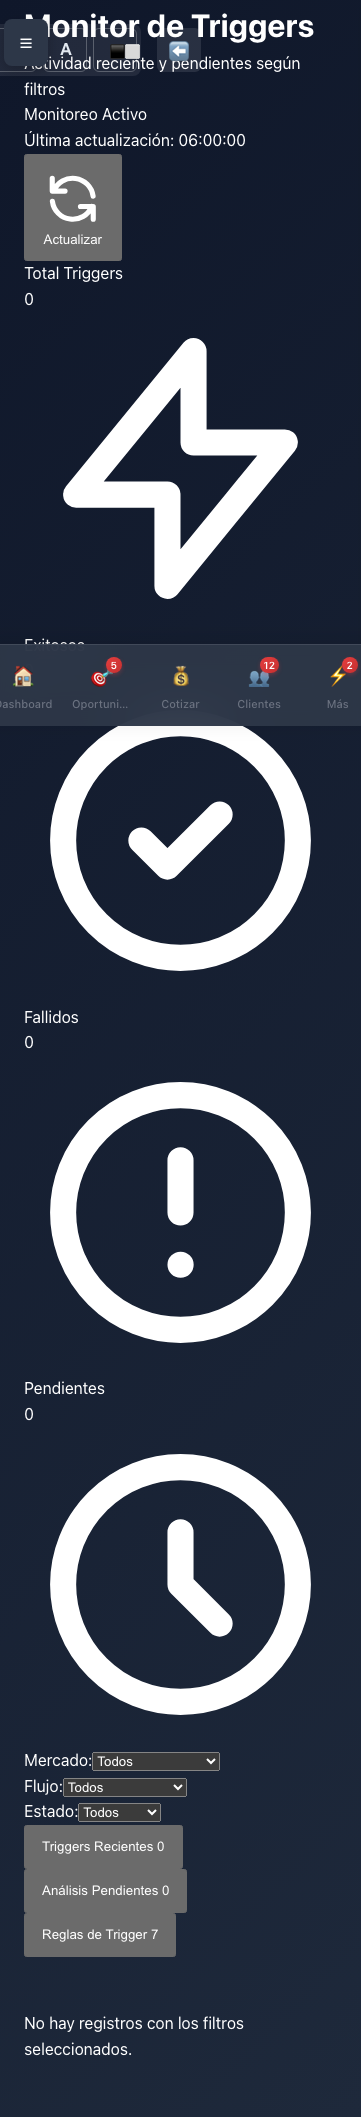 Monitor de Triggers
☰
A
Actividad reciente y pendientes según
filtros
Monitoreo Activo
Última actualización: 06:00:00
Actualizar
Total Triggers
0
Exitosos
5
12
2
Dashboard
Oportuni...
Cotizar
Clientes
Más
Fallidos
0
Pendientes
0
Mercado: Todos
Flujo: Todos
Estado: Todos
Triggers Recientes 0
Análisis Pendientes 0
Reglas de Trigger 7
No hay registros con los filtros
seleccionados.